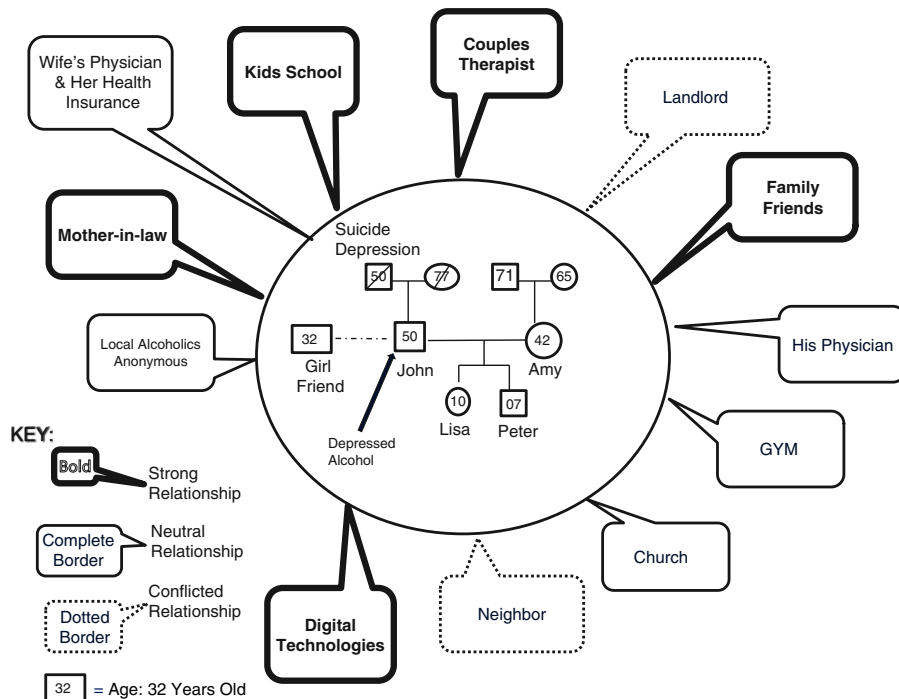 Wife's Physician
& Her Health
Insurance
Kids School
Couples
Therapist
Landlord
Family
Friends
Mother-in-law
Suicide
Depression
50
77
71
65
Local Alcoholics
Anonymous
32
Girl
Friend
50
John
42
Amy
His Physician
10
Lisa
07
Peter
Depressed
Alcohol
GYM
KEY:
Bold
Strong
Relationship
Complete
Border
Neutral
Relationship
Dotted
Border
Conflicted
Relationship
32
= Age: 32 Years Old
Digital
Technologies
Neighbor
Church